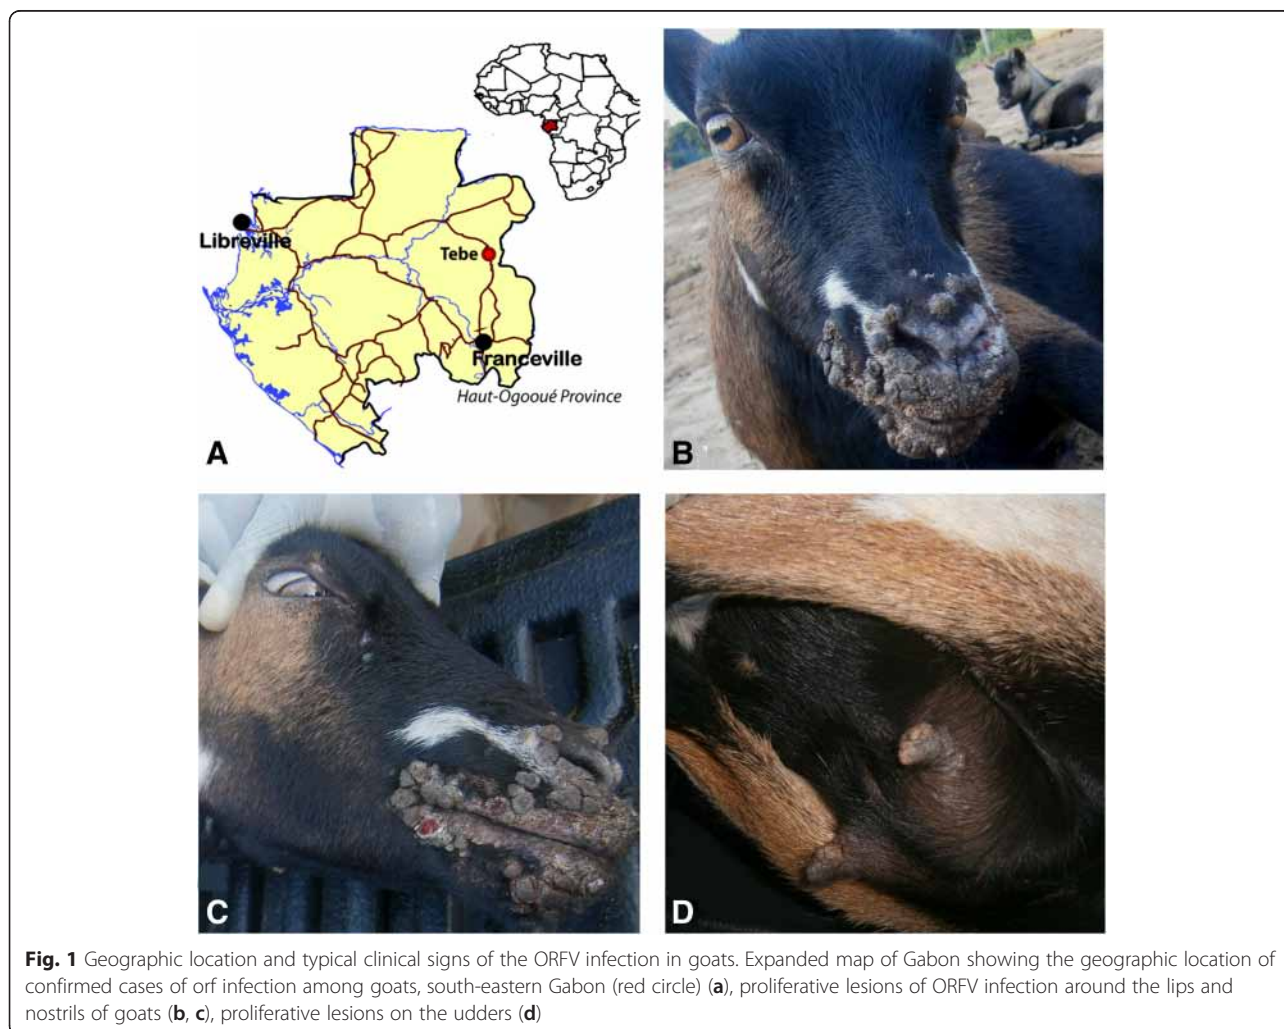 Libreville
Tebe
Franceville
Haut-Ogooué Province
A
B
C
D
Fig. 1 Geographic location and typical clinical signs of the ORFV infection in goats. Expanded map of Gabon showing the geographic location of
confirmed cases of orf infection among goats, south-eastern Gabon (red circle) (a), proliferative lesions of ORFV infection around the lips and
nostrils of goats (b, c), proliferative lesions on the udders (d)